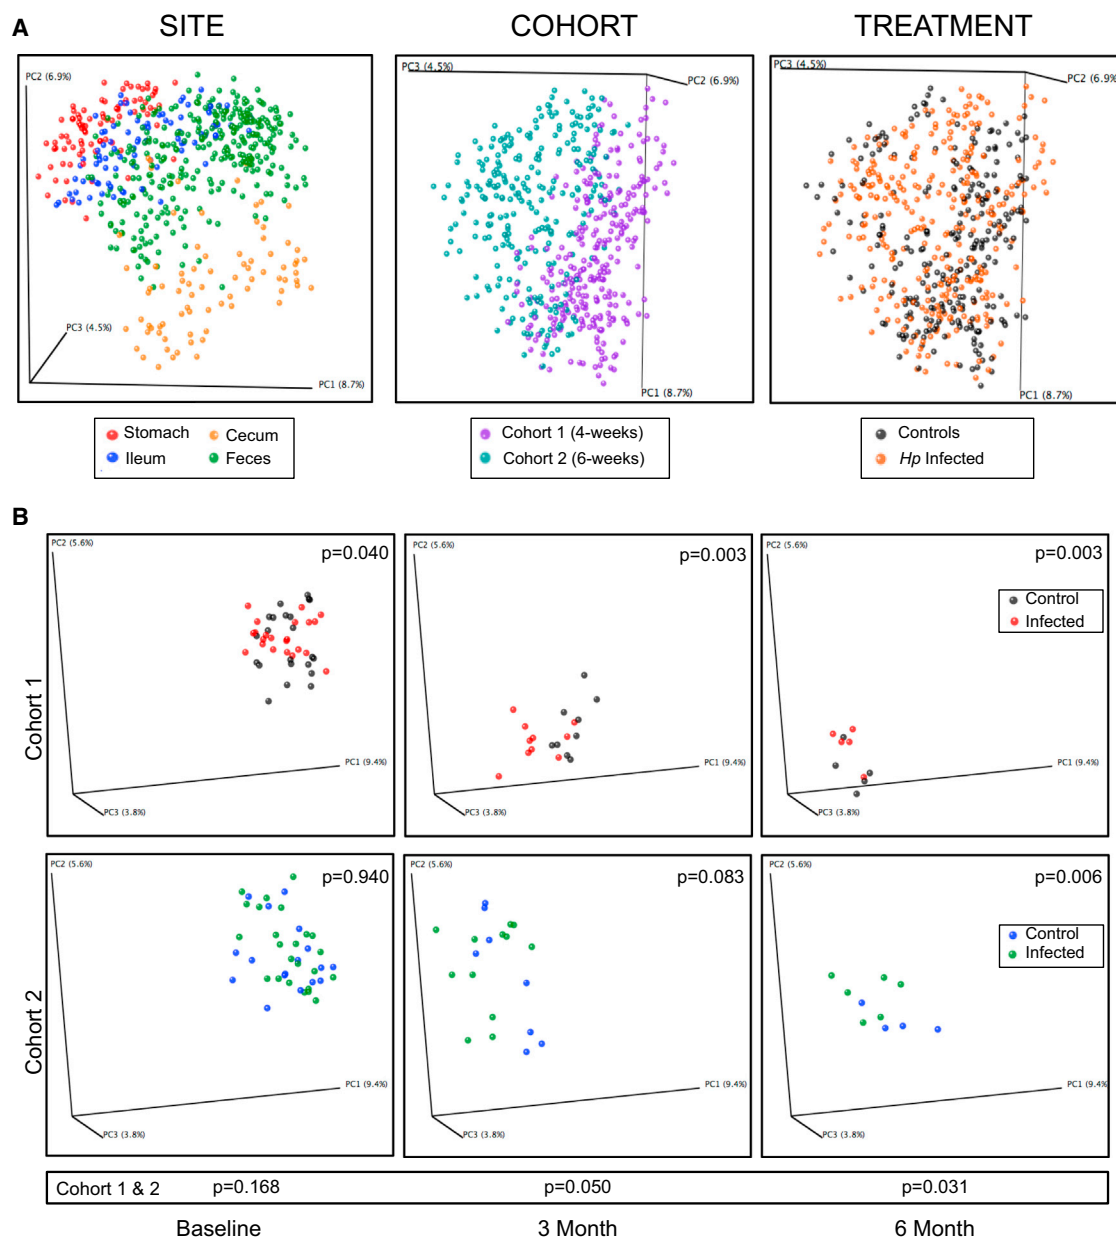 A
SITE
COHORT
TREATMENT
PC2 (6.9%)
PC3 (4.5%)
PC1 (8.7%)
PC3 (4.5%)
PC2 (6.9%)
PC1 (8.7%)
PC3 (4.5%)
PC2 (6.9%
PC1 (8.7%)
Stomach
Cecum
Ileum
Feces
Cohort 1 (4-weeks)
Cohort 2 (6-weeks)
Controls
Hp Infected
B
Cohort 1
PC2 (5.6%)
p=0.040
PC1 (9.4%)
PC3 (3.8%)
PC2 (5.6%)
p=0.003
PC1 (9.4%)
PC3 (3.8%)
PC2 (5.6%)
p=0.003
Control
Infected
PC1 (9.4%)
PC3 (3.8%)
Cohort 2
PC2 (5.6%)
p=0.940
PC1 (9.4%)
PC3 (3.8%)
PC2 (5.6%)
p=0.083
PC1 (9.4%)
PC3 (3.8%)
PC2 (5.6%)
p=0.006
Control
Infected
PC1 (9.4%)
PC3 (3.8%)
Cohort 1 & 2 p=0.168 p=0.050 p=0.031
Baseline 3 Month 6 Month